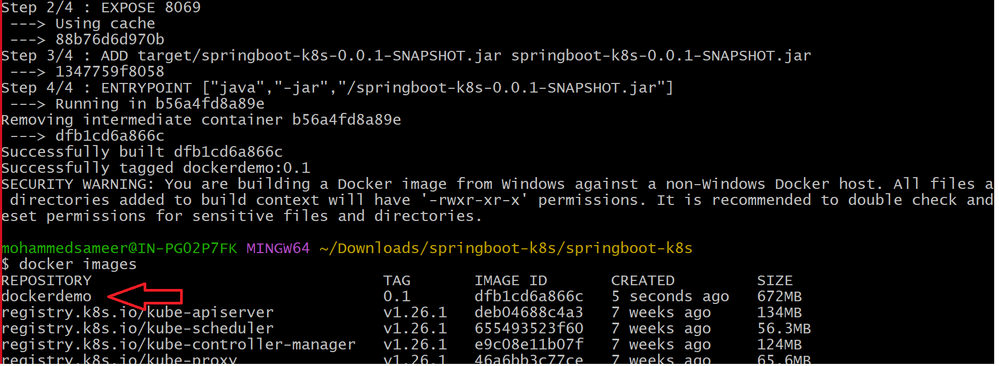 Step 2/4 : EXPOSE 8069
---> Using cache
---> 88b76d6d970b
Step 3/4 : ADD target/springboot-k8s-0.0.1-SNAPSHOT.jar springboot-k8s-0.0.1-SNAPSHOT.jar
---> 1347759f8058
Step 4/4 : ENTRYPOINT ["java","-jar","/springboot-k8s-0.0.1-SNAPSHOT.jar"]
---> Running in b56a4fd8a89e
Removing intermediate container b56a4fd8a89e
---> dfb1cd6a866c
Successfully built dfb1cd6a866c
Successfully tagged dockerdemo:0.1
SECURITY WARNING: You are building a Docker image from Windows against a non-Windows Docker host. All files a
directories added to build context will have '-rwxr-xr-x' permissions. It is recommended to double check and
eset permissions for sensitive files and directories.
mohammedsameer@IN-PG02P7FK MINGW64 ~/Downloads/springboot-k8s/springboot-k8s
$ docker images
REPOSITORY TAG IMAGE ID CREATED SIZE
dockerdemo 0.1 dfb1cd6a866c 5 seconds ago 672MB
registry.k8s.io/kube-apiserver v1.26.1 deb04688c4a3 7 weeks ago 134MB
registry.k8s.io/kube-scheduler v1.26.1 655493523f60 7 weeks ago 56.3MB
registry.k8s.io/kube-controller-manager v1.26.1 e9c08e11b07f 7 weeks ago 124MB
registry.k8s.io/kube-proxy v1.26.1 46a6bb3c77ce 7 weeks ago 65.6MB